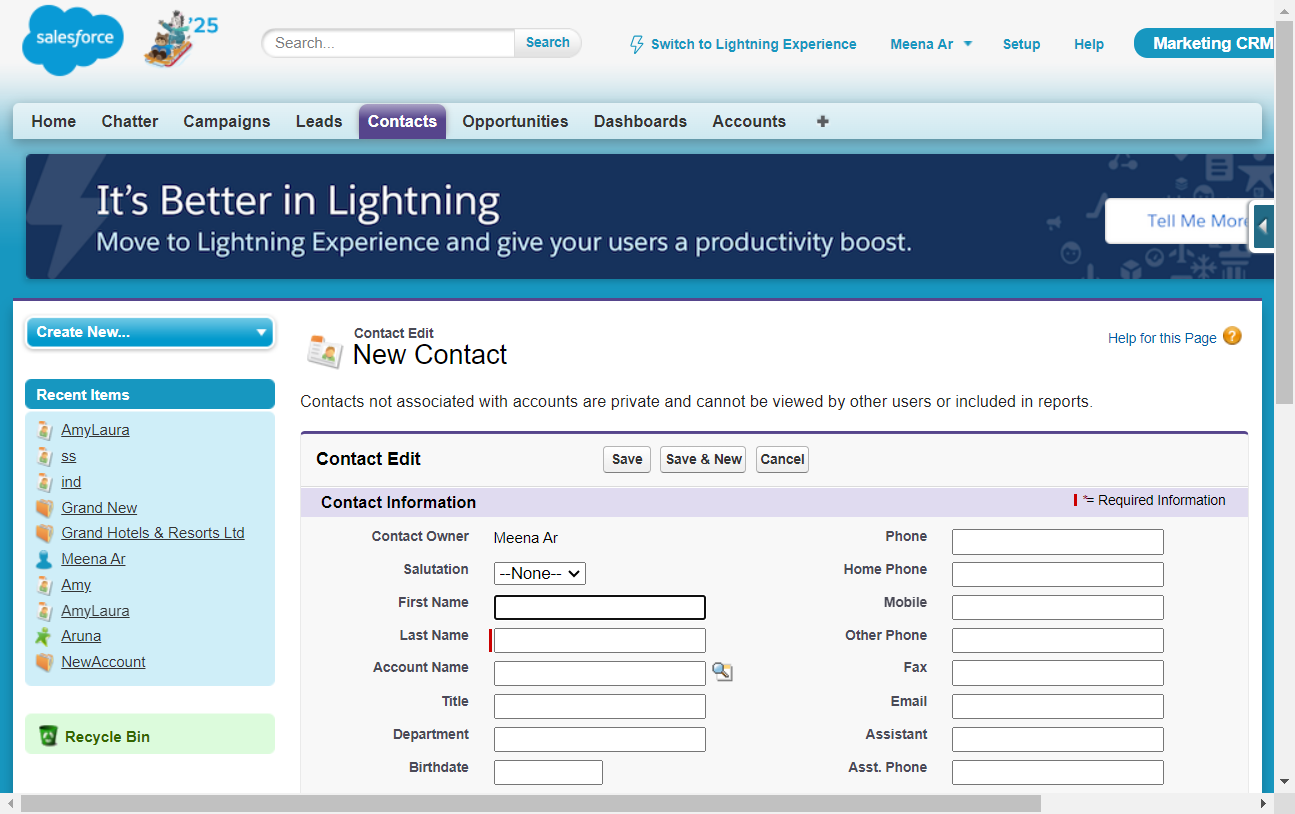 salesforce
'25
Search...
Search
Switch to Lightning Experience
Meena Ar
Setup
Help
Marketing CRM
Home
Chatter
Campaigns
Leads
Contacts
Opportunities
Dashboards
Accounts
It's Better in Lightning
Move to Lightning Experience and give your users a productivity boost.
Tell Me More
Create New...
Recent Items
AmyLaura
ss
ind
Grand New
Grand Hotels & Resorts Ltd
Meena Ar
Amy
AmyLaura
Aruna
NewAccount
Recycle Bin
Contact Edit
New Contact
Help for this Page
Contacts not associated with accounts are private and cannot be viewed by other users or included in reports.
Contact Edit
Save
Save & New
Cancel
Contact Information
*= Required Information
Contact Owner
Meena Ar
Salutation
--None--
First Name
Last Name
Account Name
Title
Department
Birthdate
Phone
Home Phone
Mobile
Other Phone
Fax
Email
Assistant
Asst. Phone